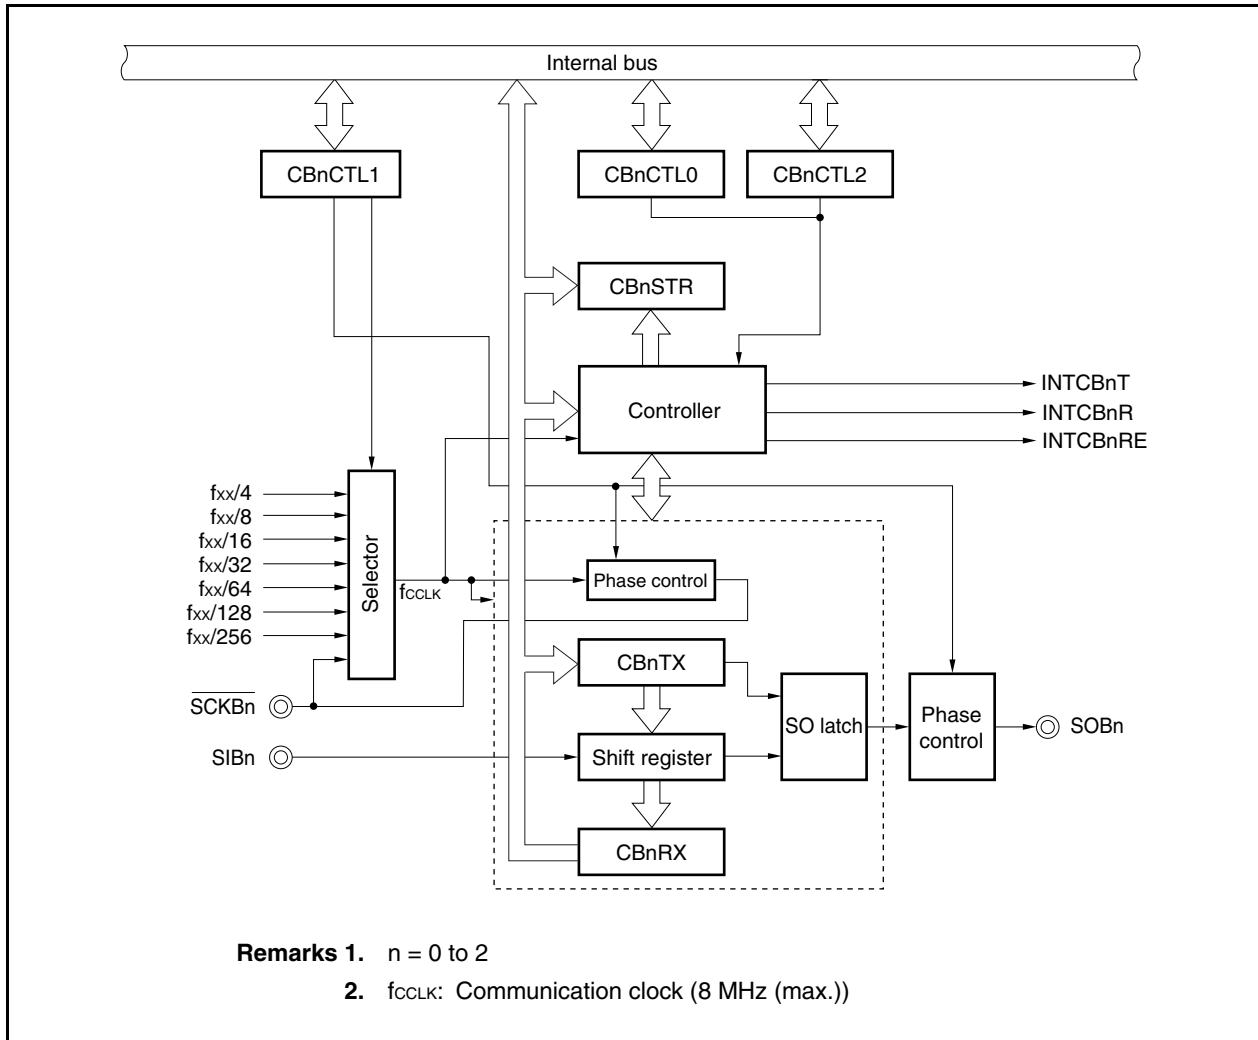 Internal bus
CBnCTL1
CBnCTL0
CBnCTL2
CBnSTR
Controller
INTCBnT
INTCBnR
INTCBnRE
fxx/4
fxx/8
fxx/16
fxx/32
fxx/64
fxx/128
fxx/256
Selector
fCCLK
Phase control
CBnTX
SCKBn
SO latch
Phase
control
SOBn
SIBn
Shift register
CBnRX
Remarks 1. n = 0 to 2
2. fCCLK: Communication clock (8 MHz (max.))